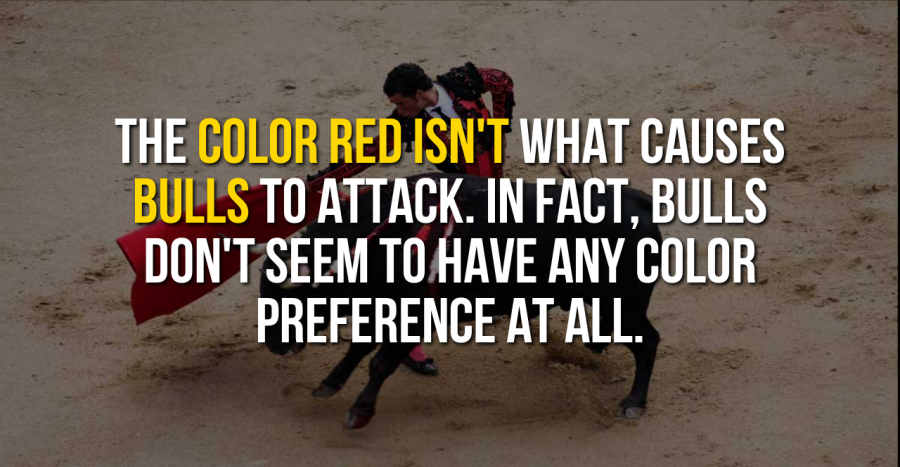 THE COLOR RED ISN'T WHAT CAUSES
BULLS TO ATTACK. IN FACT, BULLS
DON'T SEEM TO HAVE ANY COLOR
PREFERENCE AT ALL.